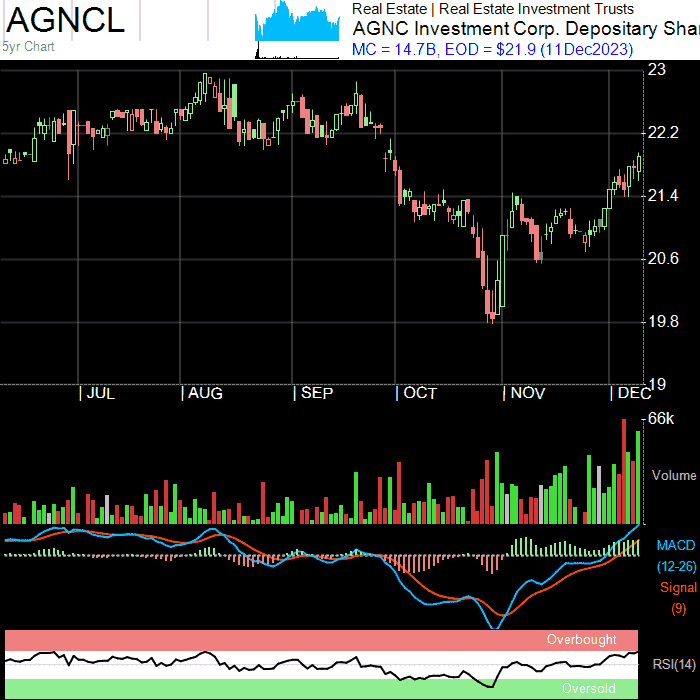 AGNCL
5yr Chart
Real Estate | Real Estate Investment Trusts
AGNC Investment Corp. Depositary Shar
MC = 14.7B, EOD = $21.9 (11Dec2023)
23
22.2
21.4
20.6
19.8
19
| JUL | AUG | SEP | OCT | NOV | DEC
66k
Volume
MACD
(12-26)
Signal
(9)
Overbought
RSI(14)
Oversold